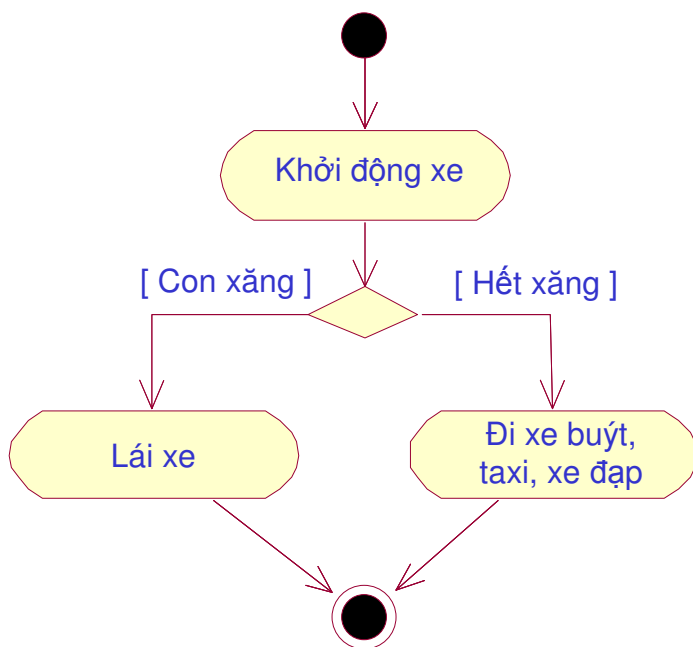 Khởi động xe
[ Con xăng ]
[ Hết xăng ]
Lái xe
Đi xe buýt,
taxi, xe đạp